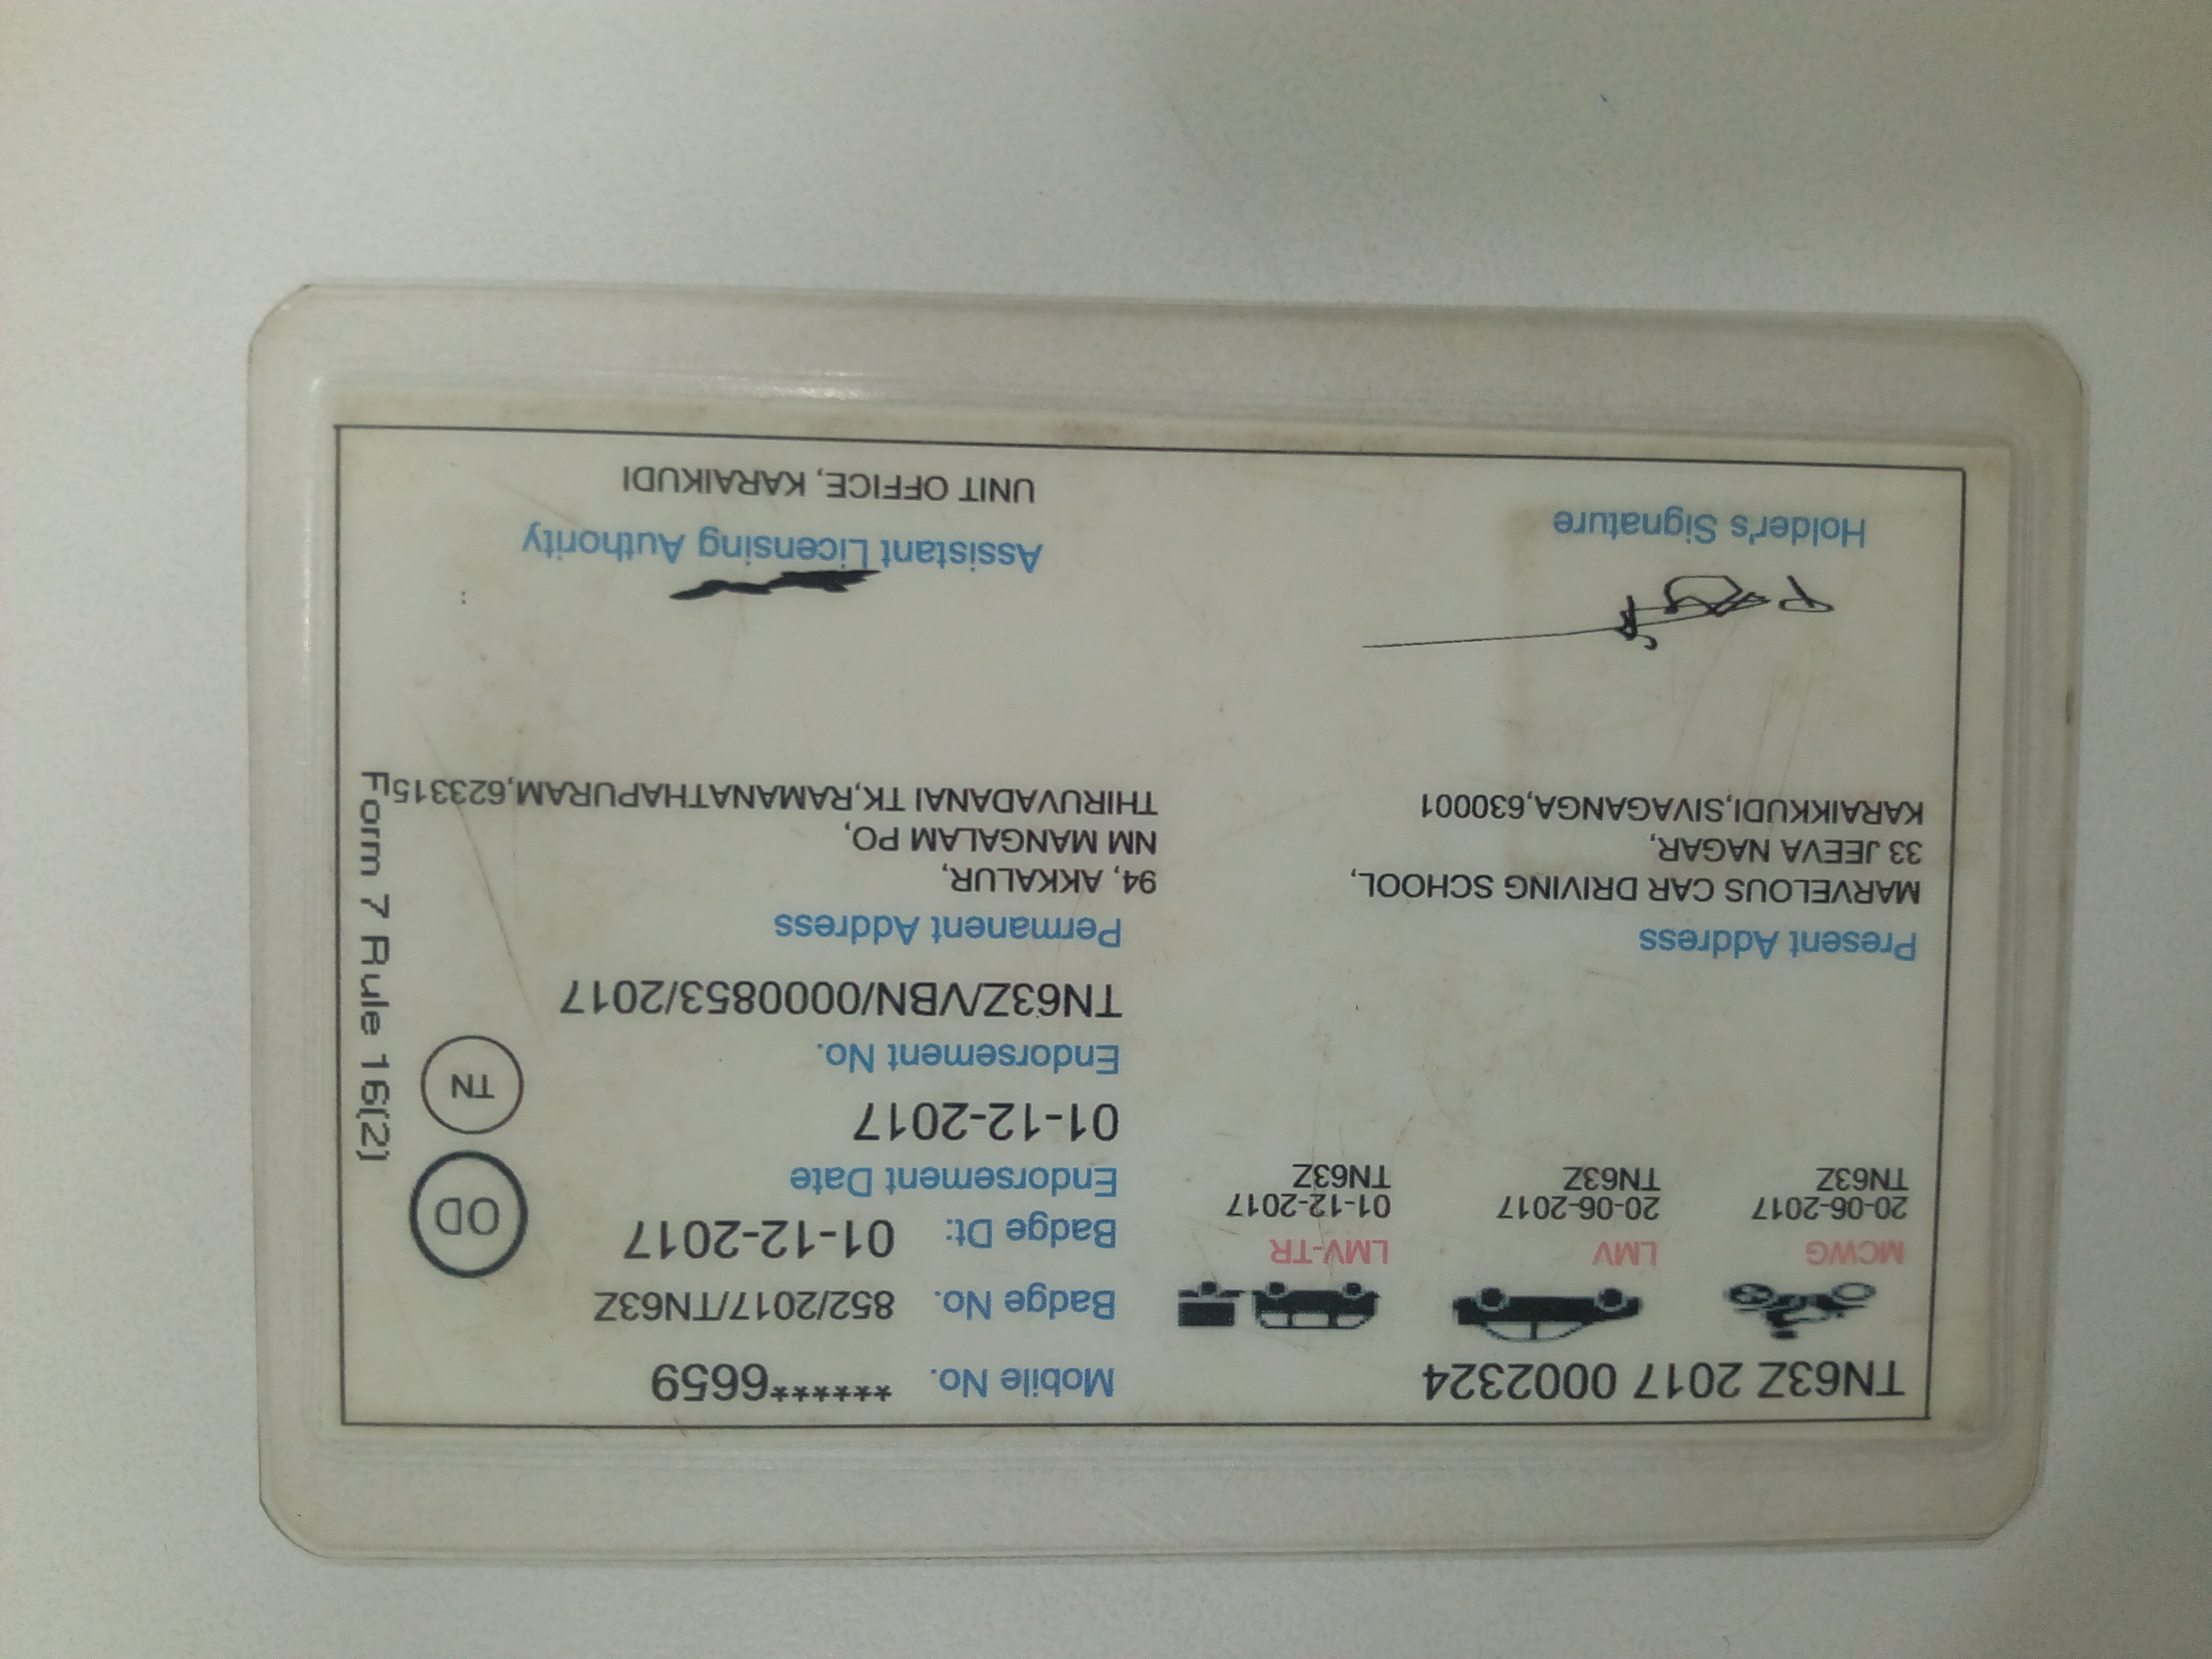 TN63Z 2017 0002324
MCWG
20-06-2017
TN63Z
LMV
20-06-2017
TN63Z
LMV-TR
01-12-2017
TN63Z
Mobile No. ******6659
Badge No. 852/2017/TN63Z
Badge Dt: 01-12-2017
Endorsement Date
01-12-2017
Endorsement No.
TN63Z/VBN/0000853/2017
OD
TN
Form 7 Rule 16(2)
Present Address
MARVELOUS CAR DRIVING SCHOOL,
33 JEEVA NAGAR,
KARAIKKUDI,SIVAGANGA,630001
Permanent Address
94, AKKALUR,
NM MANGALAM PO,
THIRUVADANAI TK,RAMANATHAPURAM,623315
Holder's Signature
Assistant Licensing Authority
UNIT OFFICE, KARAIKUDI